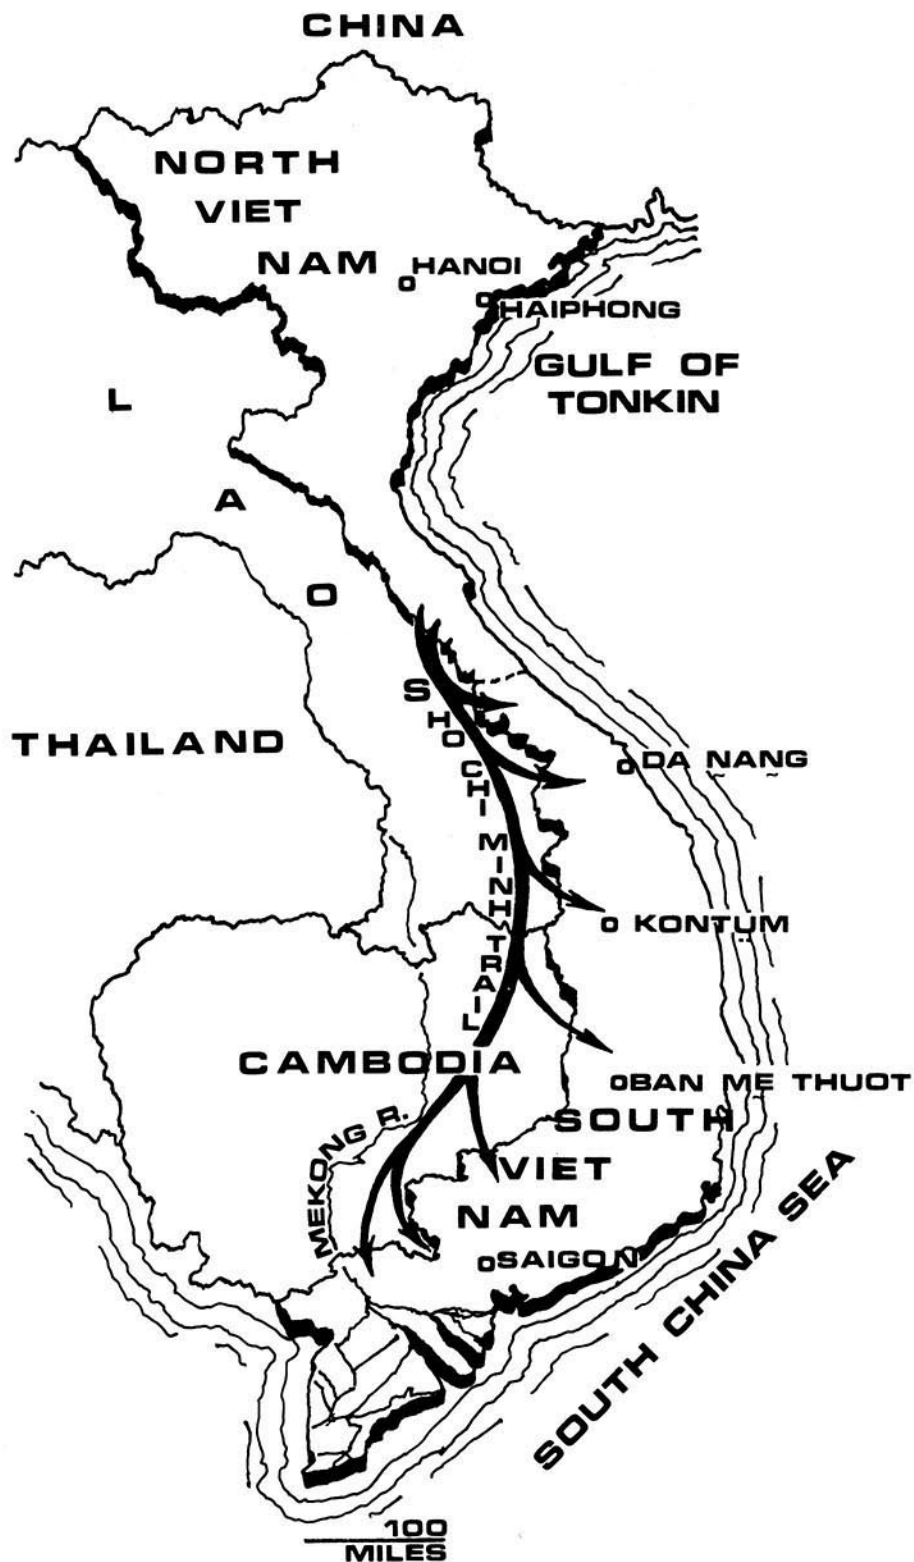 CHINA
NORTH
VIET
NAM
HANOI
HAIPHONG
GULF OF
TONKIN
LAOS
THAILAND
HO CHI MINH TRAIL
DA NANG
KONTUM
CAMBODIA
BAN ME THUOT
SOUTH
VIET
NAM
MEKONG R.
SAIGON
SOUTH CHINA SEA
100
MILES